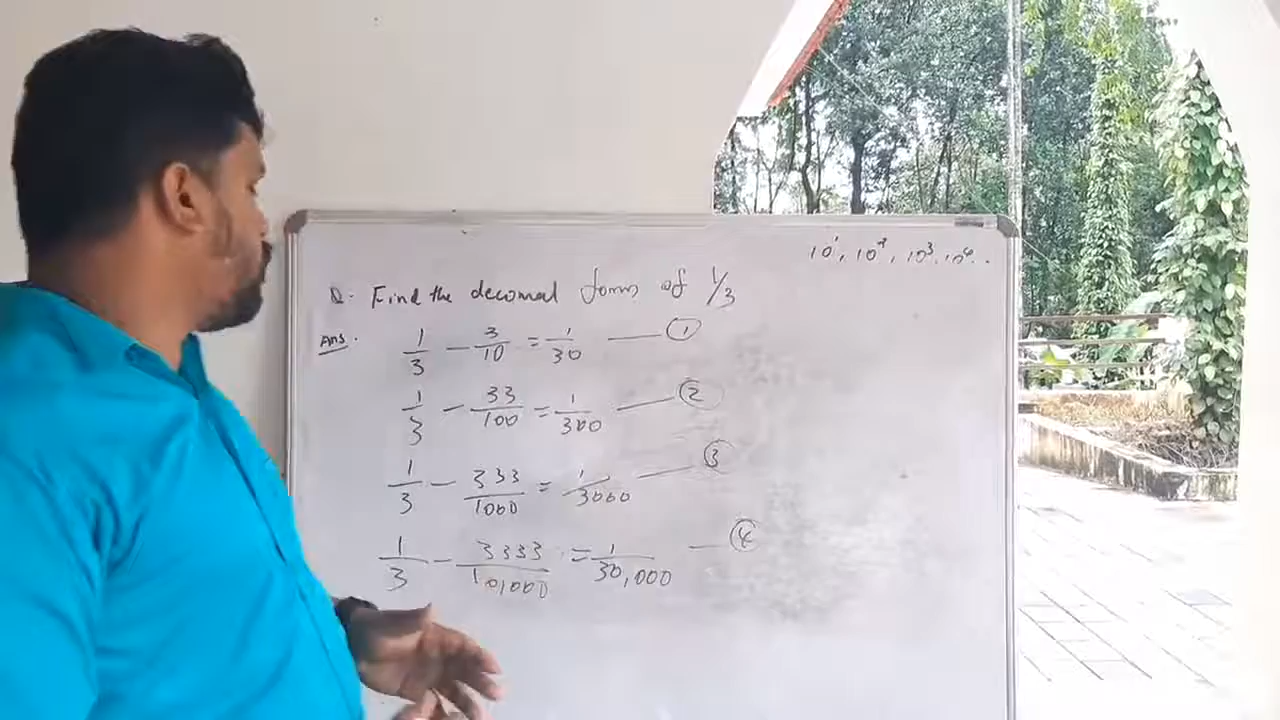 10¹, 10², 10³, 10⁴ . .
Q. Find the decomal form of 1/3
Ans. 1/3 - 3/10 = 1/30 —— ①
1/3 - 33/100 = 1/300 —— ②
1/3 - 333/1000 = 1/3000 —— ③
1/3 - 3333/10,000 = 1/30,000 —— ④